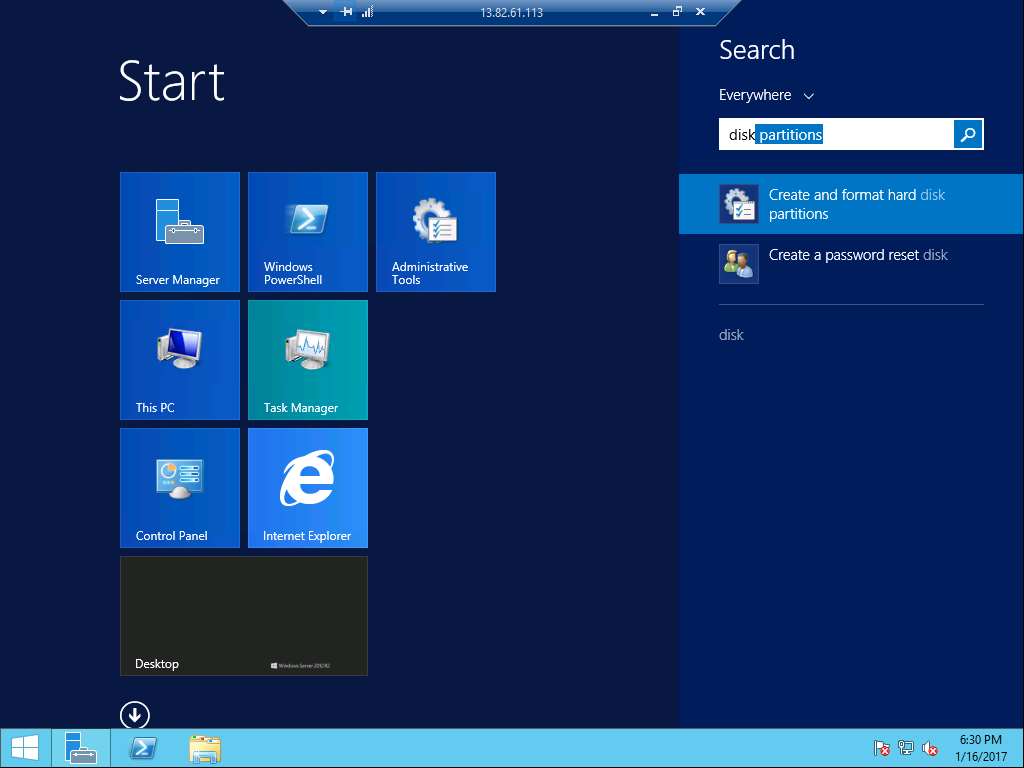 13.82.61.113
Start
Search
Everywhere
disk partitions
Create and format hard disk
partitions
Create a password reset disk
disk
Server Manager
Windows
PowerShell
Administrative
Tools
This PC
Task Manager
Control Panel
Internet Explorer
Desktop
Windows Server 2012 R2
6:30 PM
1/16/2017